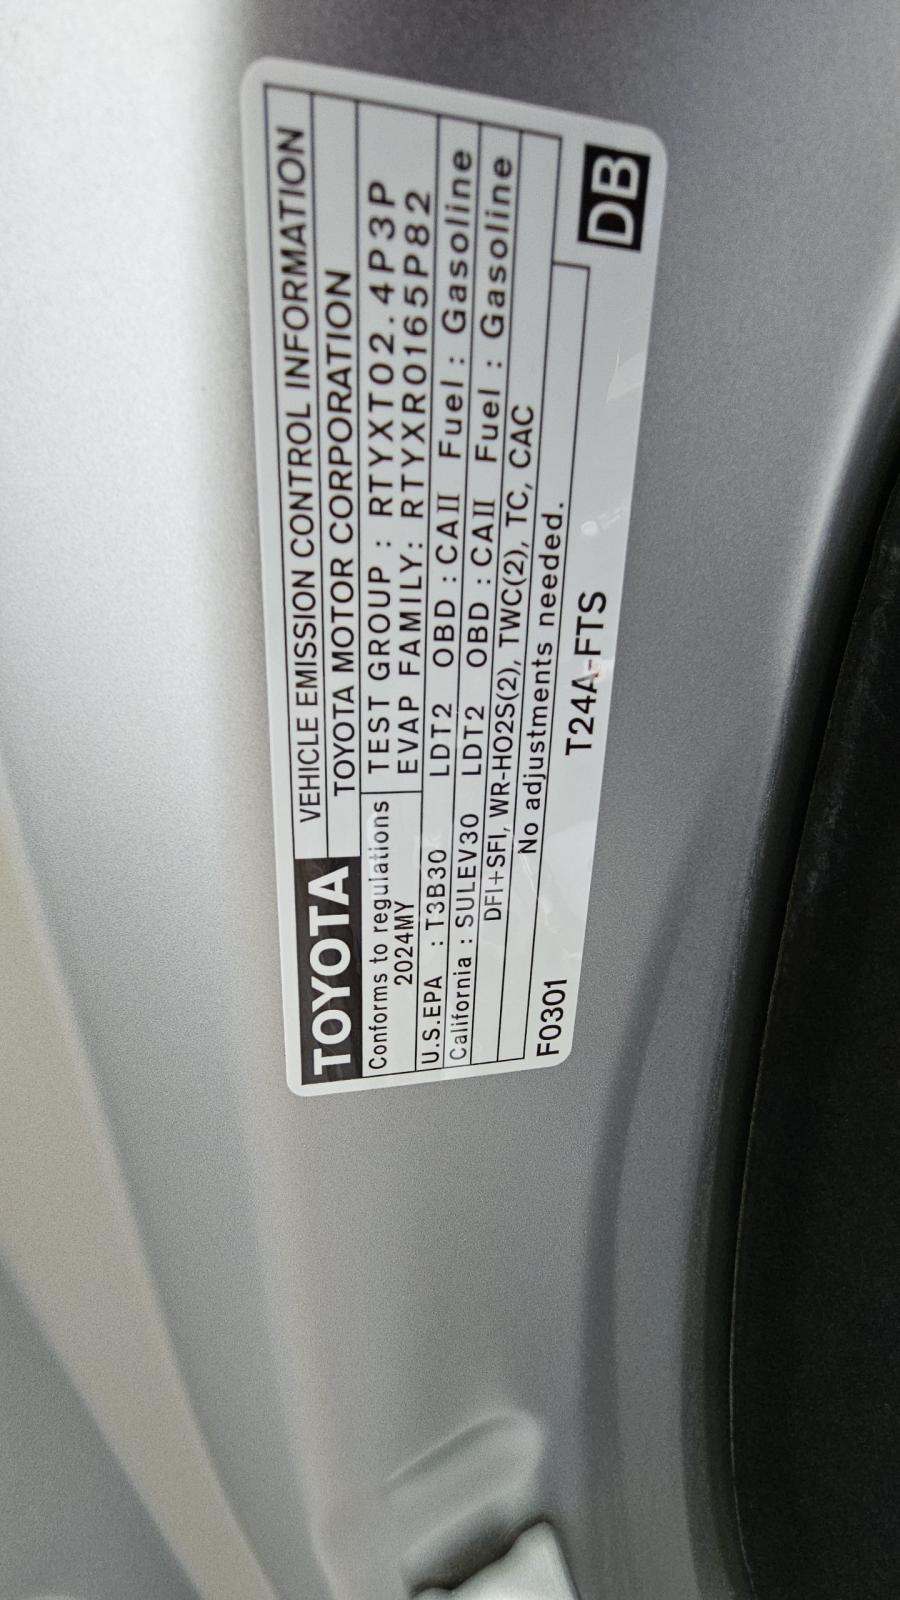 TOYOTA
VEHICLE EMISSION CONTROL INFORMATION
TOYOTA MOTOR CORPORATION
Conforms to regulations
2024MY
TEST GROUP : RTYXT02.4P3P
EVAP FAMILY: RTYXR0165P82
U.S.EPA : T3B30 LDT2 OBD : CAII Fuel : Gasoline
California : SULEV30 LDT2 OBD : CAII Fuel : Gasoline
DFI+SFI, WR-HO2S(2), TWC(2), TC, CAC
No adjustments needed.
F0301
T24A-FTS
DB